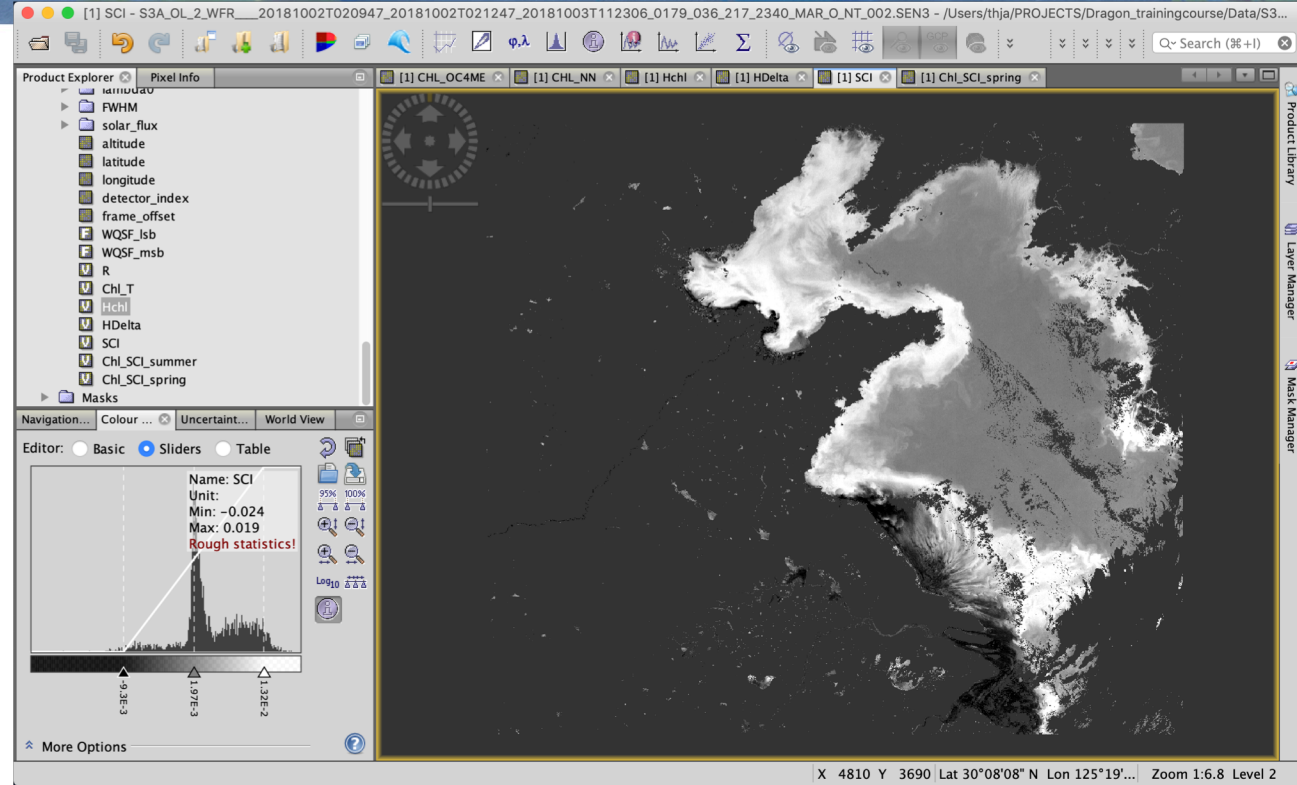 [1] SCI - S3A_OL_2_WFR____20181002T020947_20181002T021247_20181003T112306_0179_036_217_2340_MAR_O_NT_002.SEN3 - /Users/thja/PROJECTS/Dragon_trainingcourse/Data/S3...
φ,λ Σ GCP Search (⌘+I)
Product Explorer Pixel Info
[1] CHL_OC4ME [1] CHL_NN [1] Hchl [1] HDelta [1] SCI [1] Chl_SCI_spring
lambda0
FWHM
solar_flux
altitude
latitude
longitude
detector_index
frame_offset
WQSF_lsb
WQSF_msb
R
Chl_T
Hchl
HDelta
SCI
Chl_SCI_summer
Chl_SCI_spring
Masks
Product Library
Layer Manager
Mask Manager
Navigation... Colour ... Uncertaint... World View
Editor: Basic Sliders Table
Name: SCI
Unit:
Min: -0.024
Max: 0.019
Rough statistics!
95% 100%
Log10
-9.3E-3
1.97E-3
1.32E-2
More Options
X 4810 Y 3690 Lat 30°08'08" N Lon 125°19'... Zoom 1:6.8 Level 2